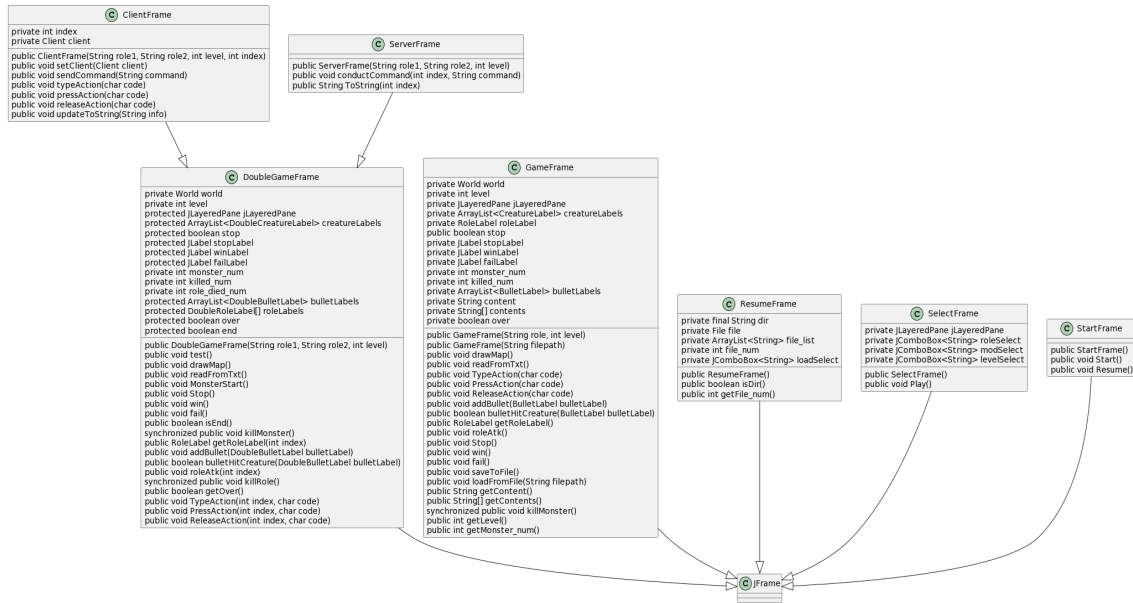 C ClientFrame
private int index
private Client client
public ClientFrame(String role1, String role2, int level, int index)
public void setClient(Client client)
public void sendCommand(String command)
public void typeAction(char code)
public void pressAction(char code)
public void releaseAction(char code)
public void updateToString(String info)
C ServerFrame
public ServerFrame(String role1, String role2, int level)
public void conductCommand(int index, String command)
public String ToString(int index)
C DoubleGameFrame
private World world
private int level
protected JLayeredPane jLayeredPane
protected ArrayList<DoubleCreatureLabel> creatureLabels
protected boolean stop
protected JLabel stopLabel
protected JLabel winLabel
protected JLabel failLabel
private int monster_num
private int killed_num
private int role_died_num
protected ArrayList<DoubleBulletLabel> bulletLabels
protected DoubleRoleLabel[] roleLabels
protected boolean over
protected boolean end
public DoubleGameFrame(String role1, String role2, int level)
public void test()
public void drawMap()
public void readFromTxt()
public void MonsterStart()
public void Stop()
public void win()
public void fail()
public boolean isEnd()
synchronized public void killMonster()
public RoleLabel getRoleLabel(int index)
public void addBullet(DoubleBulletLabel bulletLabel)
public boolean bulletHitCreature(DoubleBulletLabel bulletLabel)
public void roleAtk(int index)
synchronized public void killRole()
public boolean getOver()
public void TypeAction(int index, char code)
public void PressAction(int index, char code)
public void ReleaseAction(int index, char code)
C GameFrame
private World world
private int level
private JLayeredPane jLayeredPane
private ArrayList<CreatureLabel> creatureLabels
private RoleLabel roleLabel
public boolean stop
private JLabel stopLabel
private JLabel winLabel
private JLabel failLabel
private int monster_num
private int killed_num
private ArrayList<BulletLabel> bulletLabels
private String content
private String[] contents
private boolean over
public GameFrame(String role, int level)
public GameFrame(String filepath)
public void drawMap()
public void readFromTxt()
public void TypeAction(char code)
public void PressAction(char code)
public void ReleaseAction(char code)
public void addBullet(BulletLabel bulletLabel)
public boolean bulletHitCreature(BulletLabel bulletLabel)
public RoleLabel getRoleLabel()
public void roleAtk()
public void Stop()
public void win()
public void fail()
public void saveToFile()
public void loadFromFile(String filepath)
public String getContent()
public String[] getContents()
synchronized public void killMonster()
public int getLevel()
public int getMonster_num()
C ResumeFrame
private final String dir
private File file
private ArrayList<String> file_list
private int file_num
private JComboBox<String> loadSelect
public ResumeFrame()
public boolean isDir()
public int getFile_num()
C SelectFrame
private JLayeredPane jLayeredPane
private JComboBox<String> roleSelect
private JComboBox<String> modSelect
private JComboBox<String> levelSelect
public SelectFrame()
public void Play()
C StartFrame
public StartFrame()
public void Start()
public void Resume()
C JFrame